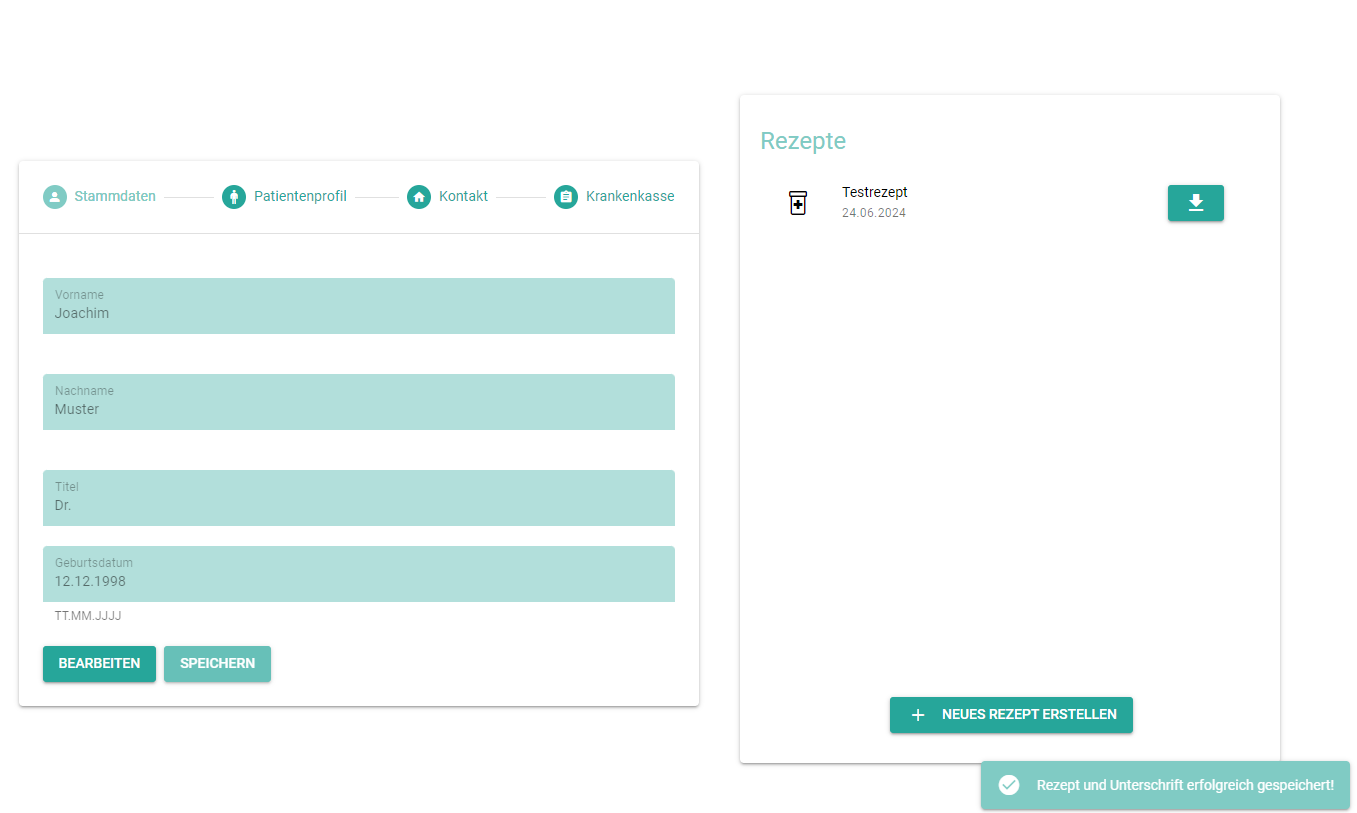 Stammdaten
Patientenprofil
Kontakt
Krankenkasse
Vorname
Joachim
Nachname
Muster
Titel
Dr.
Geburtsdatum
12.12.1998
TT.MM.JJJJ
BEARBEITEN
SPEICHERN
Rezepte
Testrezept
24.06.2024
NEUES REZEPT ERSTELLEN
Rezept und Unterschrift erfolgreich gespeichert!